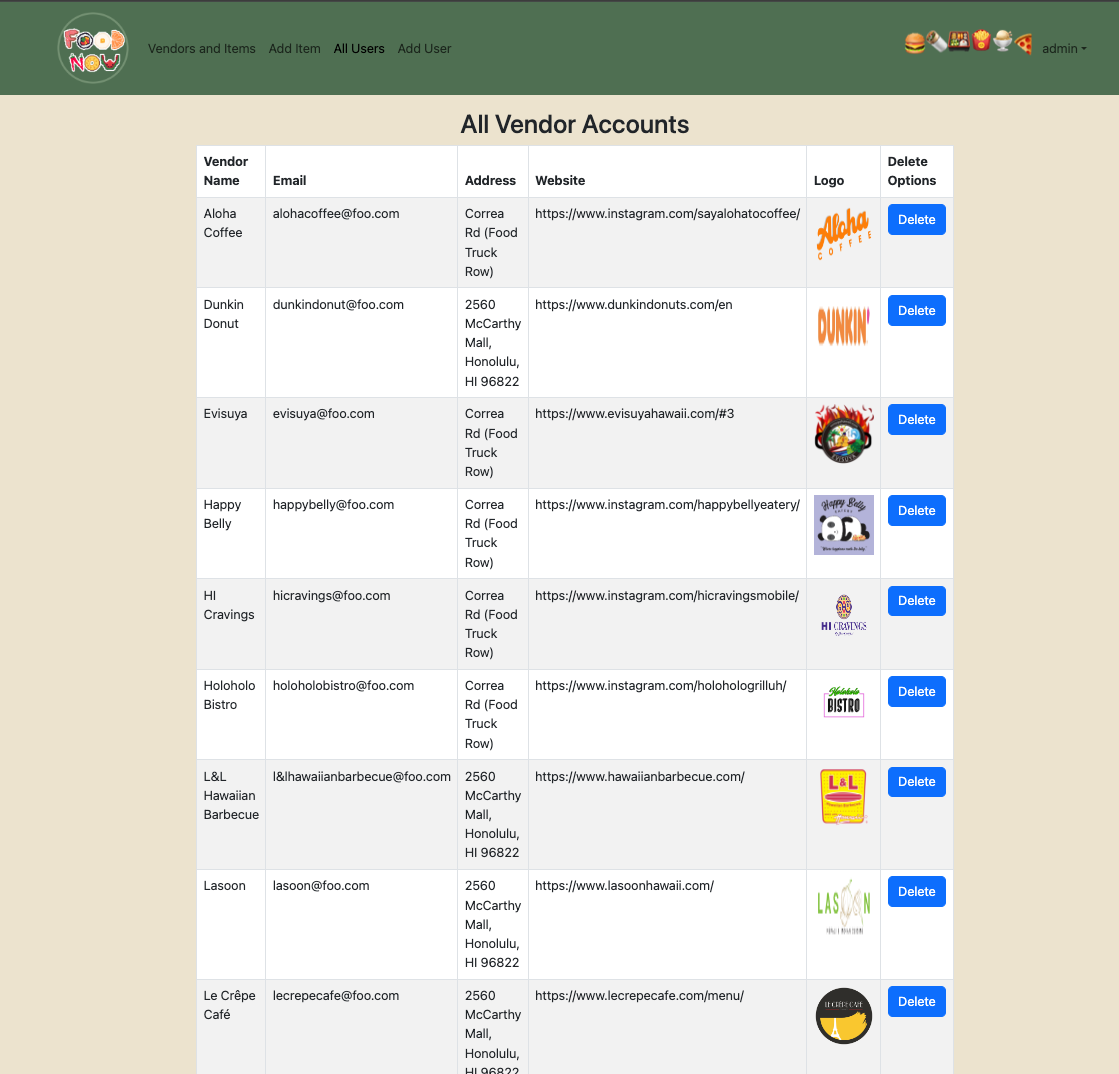 FOOD
NOW
Vendors and Items Add Item All Users Add User
admin
All Vendor Accounts
Vendor Name Email Address Website Logo Delete Options
Aloha Coffee alohacoffee@foo.com Correa Rd (Food Truck Row) https://www.instagram.com/sayalohatocoffee/ Aloha COFFEE Delete
Dunkin Donut dunkindonut@foo.com 2560 McCarthy Mall, Honolulu, HI 96822 https://www.dunkindonuts.com/en DUNKIN' Delete
Evisuya evisuya@foo.com Correa Rd (Food Truck Row) https://www.evisuyahawaii.com/#3 EVISUYA Delete
Happy Belly happybelly@foo.com Correa Rd (Food Truck Row) https://www.instagram.com/happybellyeatery/ Happy Belly Delete
HI Cravings hicravings@foo.com Correa Rd (Food Truck Row) https://www.instagram.com/hicravingsmobile/ HI CRAVINGS Delete
Holoholo Bistro holoholobistro@foo.com Correa Rd (Food Truck Row) https://www.instagram.com/holohologrilluh/ Holoholo BISTRO Delete
L&L Hawaiian Barbecue l&lhawaiianbarbecue@foo.com 2560 McCarthy Mall, Honolulu, HI 96822 https://www.hawaiianbarbecue.com/ L&L Delete
Lasoon lasoon@foo.com 2560 McCarthy Mall, Honolulu, HI 96822 https://www.lasoonhawaii.com/ LASOON Delete
Le Crêpe Café lecrepecafe@foo.com 2560 McCarthy Mall, Honolulu, HI 96822 https://www.lecrepecafe.com/menu/ LE CRÊPE CAFÉ Delete